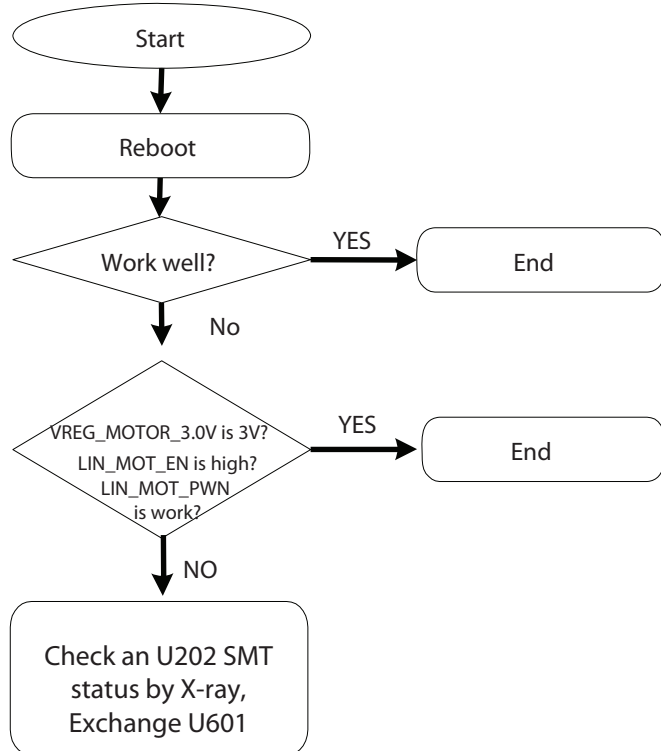 Start
Reboot
Work well?
YES
End
No
VREG_MOTOR_3.0V is 3V?
LIN_MOT_EN is high?
LIN_MOT_PWN
is work?
YES
End
NO
Check an U202 SMT
status by X-ray,
Exchange U601